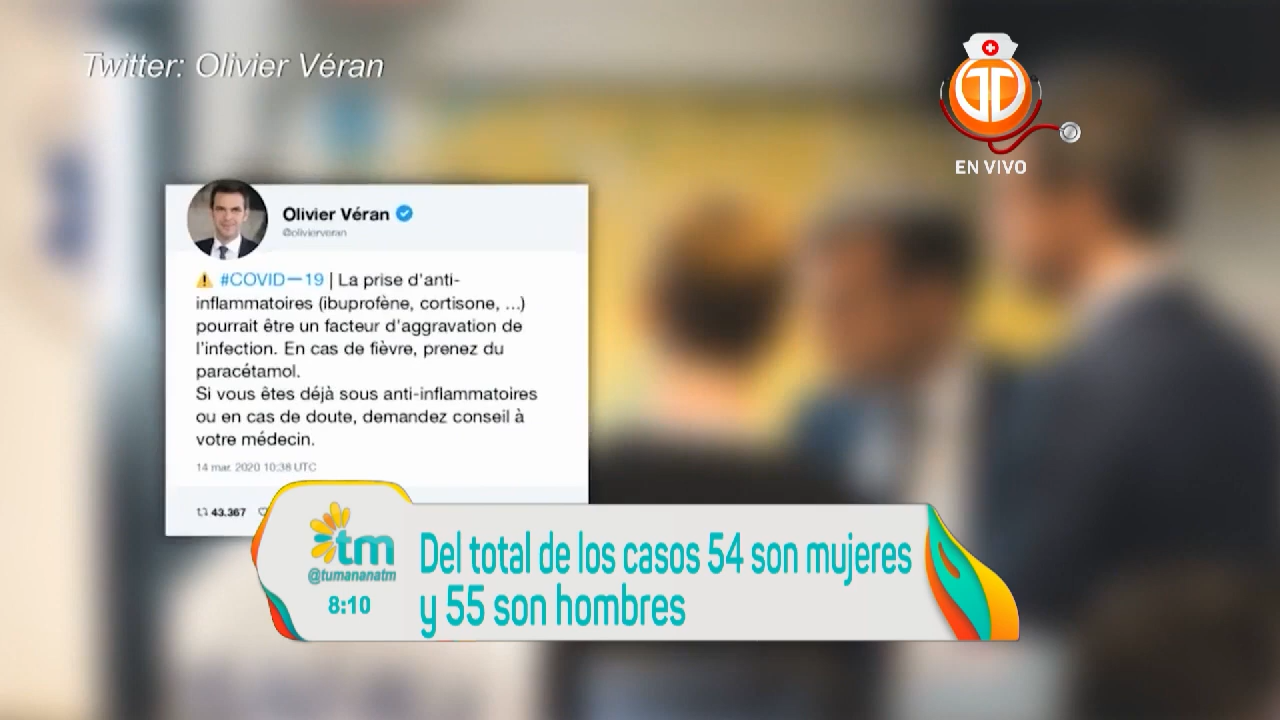 Twitter: Olivier Véran
EN VIVO
Olivier Véran
@olivierveran
#COVID—19 | La prise d'anti-
inflammatoires (ibuprofène, cortisone, ...)
pourrait être un facteur d'aggravation de
l'infection. En cas de fièvre, prenez du
paracétamol.
Si vous êtes déjà sous anti-inflammatoires
ou en cas de doute, demandez conseil à
votre médecin.
14 mar. 2020 10:38 UTC
43.367
tm
@tumananatm
8:10
Del total de los casos 54 son mujeres
y 55 son hombres